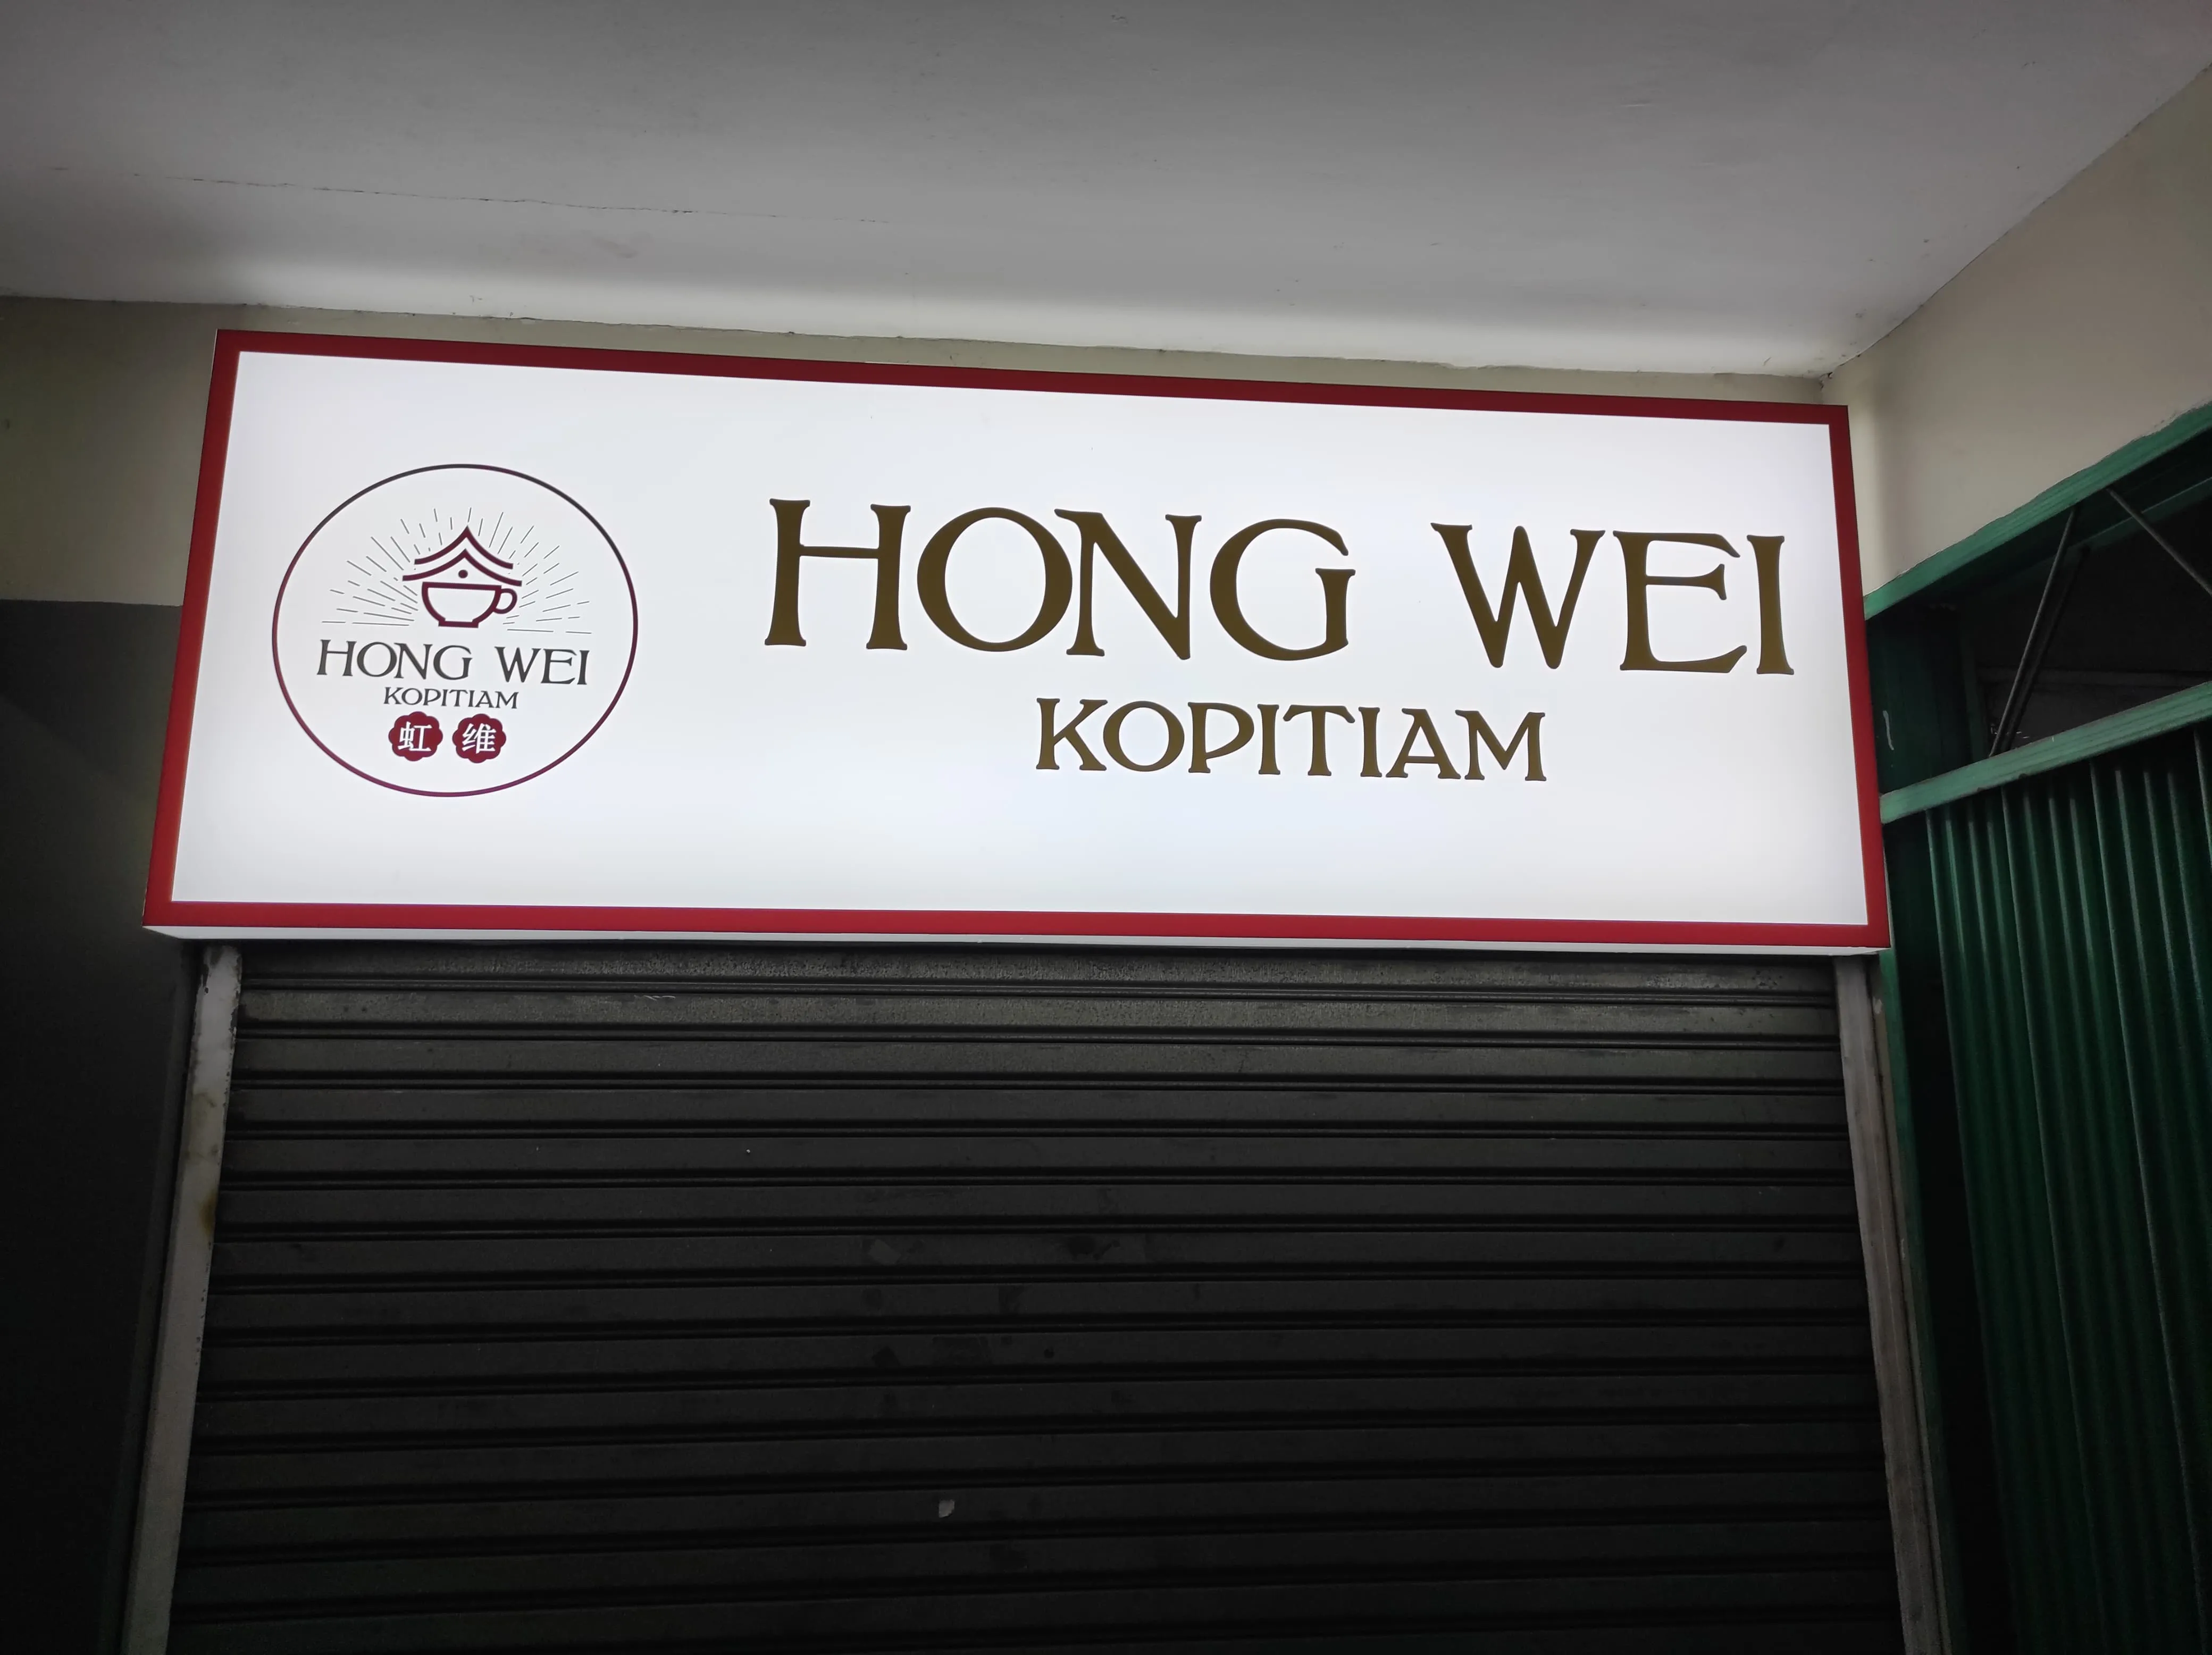 HONG WEI
KOPITIAM
虹 维
HONG WEI
KOPITIAM